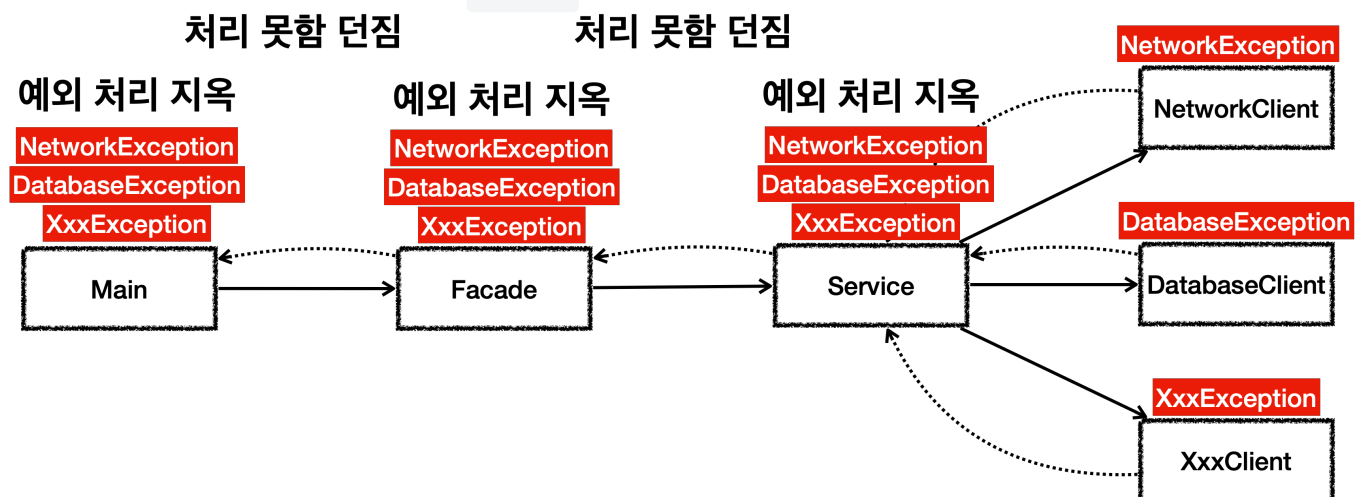 처리 못함 던짐
처리 못함 던짐
예외 처리 지옥
NetworkException
DatabaseException
XxxException
Main
예외 처리 지옥
NetworkException
DatabaseException
XxxException
Facade
예외 처리 지옥
NetworkException
DatabaseException
XxxException
Service
NetworkException
NetworkClient
DatabaseException
DatabaseClient
XxxException
XxxClient